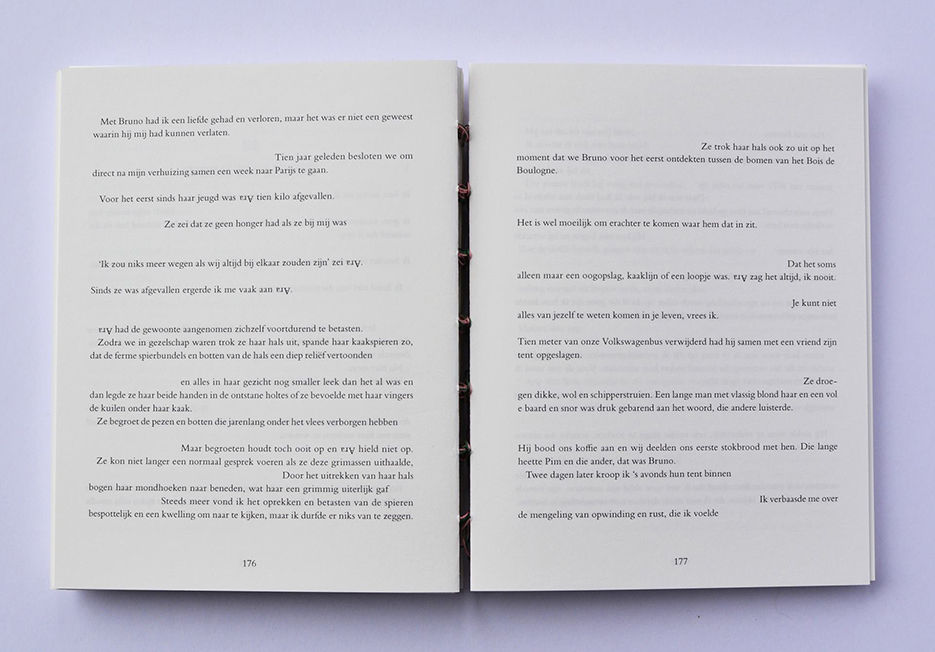 Met Bruno had ik een liefde gehad en verloren, maar het was er niet een geweest
waarin hij mij had kunnen verlaten.
Tien jaar geleden besloten we om
direct na mijn verhuizing samen een week naar Parijs te gaan.
Voor het eerst sinds haar jeugd was ɐɹ∀ tien kilo afgevallen.
Ze zei dat ze geen honger had als ze bij mij was
'Ik zou niks meer wegen als wij altijd bij elkaar zouden zijn' zei ɐɹ∀.
Sinds ze was afgevallen ergerde ik me vaak aan ɐɹ∀.
ɐɹ∀ had de gewoonte aangenomen zichzelf voortdurend te betasten.
Zodra we in gezelschap waren trok ze haar hals uit, spande haar kaakspieren zo,
dat de ferme spierbundels en botten van de hals een diep reliëf vertoonden
en alles in haar gezicht nog smaller leek dan het al was en
dan legde ze haar beide handen in de ontstane holtes of ze bevoelde met haar vingers
de kuilen onder haar kaak.
Ze begroet de pezen en botten die jarenlang onder het vlees verborgen hebben
Maar begroeten houdt toch ooit op en ɐɹ∀ hield niet op.
Ze kon niet langer een normaal gesprek voeren als ze deze grimassen uithaalde,
Door het uitrekken van haar hals
bogen haar mondhoeken naar beneden, wat haar een grimmig uiterlijk gaf
Steeds meer vond ik het oprekken en betasten van de spieren
bespottelijk en een kwelling om naar te kijken, maar ik durfde er niks van te zeggen.
176
Ze trok haar hals ook zo uit op het
moment dat we Bruno voor het eerst ontdekten tussen de bomen van het Bois de
Boulogne.
Het is wel moeilijk om erachter te komen waar hem dat in zit.
Dat het soms
alleen maar een oogopslag, kaaklijn of een loopje was. ɐɹ∀ zag het altijd, ik nooit.
Je kunt niet
alles van jezelf te weten komen in je leven, vrees ik.
Tien meter van onze Volkswagenbus verwijderd had hij samen met een vriend zijn
tent opgeslagen.
Ze droe-
gen dikke, wol en schipperstruien. Een lange man met vlassig blond haar en een vol
e baard en snor was druk gebarend aan het woord, die andere luisterde.
Hij bood ons koffie aan en wij deelden ons eerste stokbrood met hen. Die lange
heette Pim en die ander, dat was Bruno.
Twee dagen later kroop ik 's avonds hun tent binnen
Ik verbaasde me over
de mengeling van opwinding en rust, die ik voelde
177